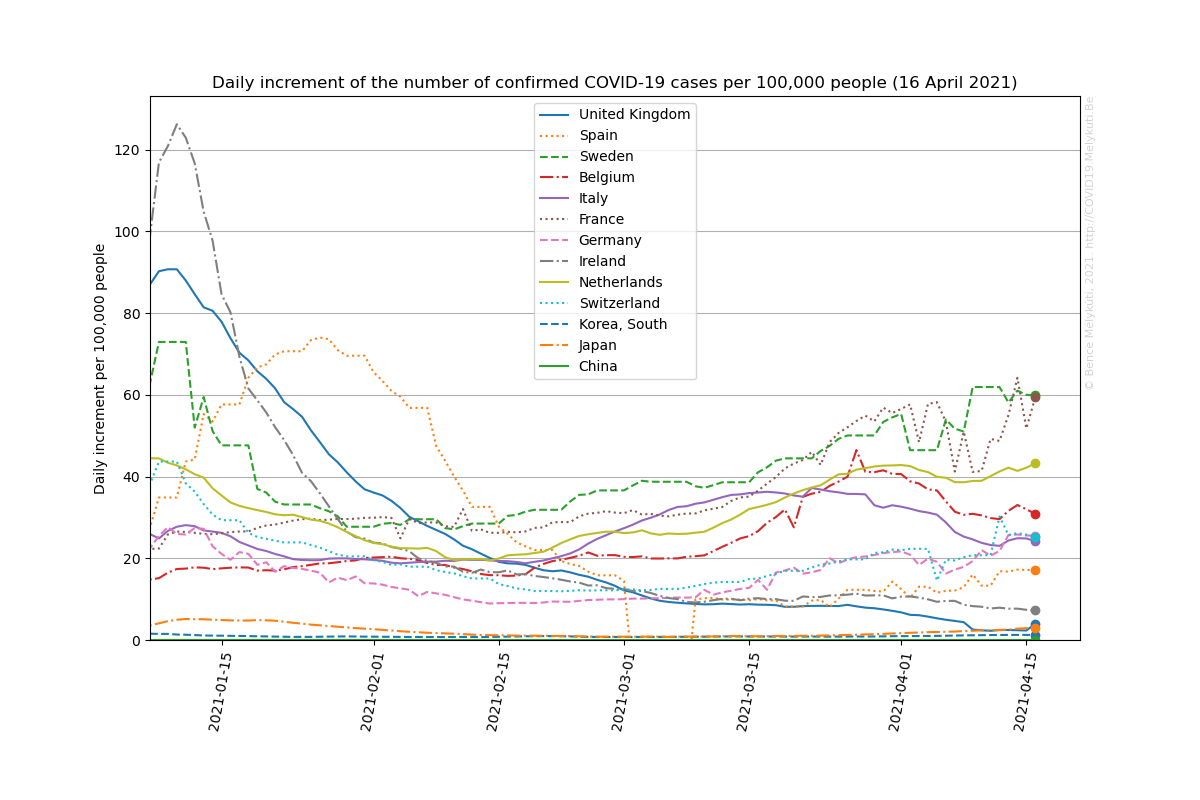 Daily increment of the number of confirmed COVID-19 cases per 100,000 people (16 April 2021)
Daily increment per 100,000 people
120
100
80
60
40
20
0
United Kingdom
Spain
Sweden
Belgium
Italy
France
Germany
Ireland
Netherlands
Switzerland
Korea, South
Japan
China
2021-01-15
2021-02-01
2021-02-15
2021-03-01
2021-03-15
2021-04-01
2021-04-15
© Bence Mélykúti, 2021 http://COVID19.Melykuti.Be